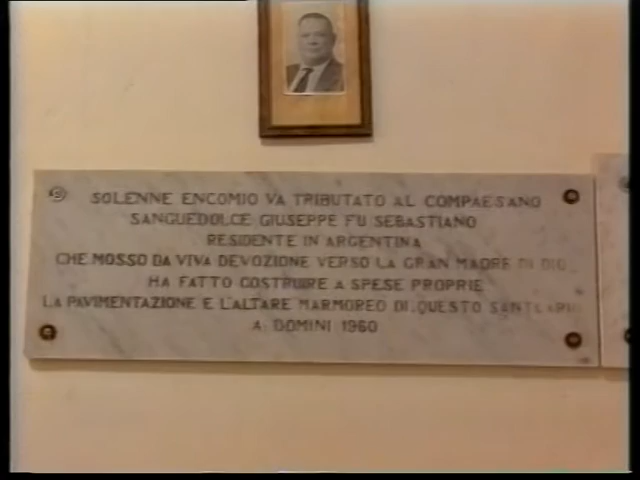 SOLENNE ENCOMIO VA TRIBUTATO AL COMPAESANO
SANGUEDOLCE GIUSEPPE FU SEBASTIANO
RESIDENTE IN ARGENTINA
CHE MOSSO DA VIVA DEVOZIONE VERSO LA GRAN MADRE DI DIO
HA FATTO COSTRUIRE A SPESE PROPRIE
LA PAVIMENTAZIONE E L'ALTARE MARMOREO DI QUESTO SANTUARIO
A. DOMINI 1960